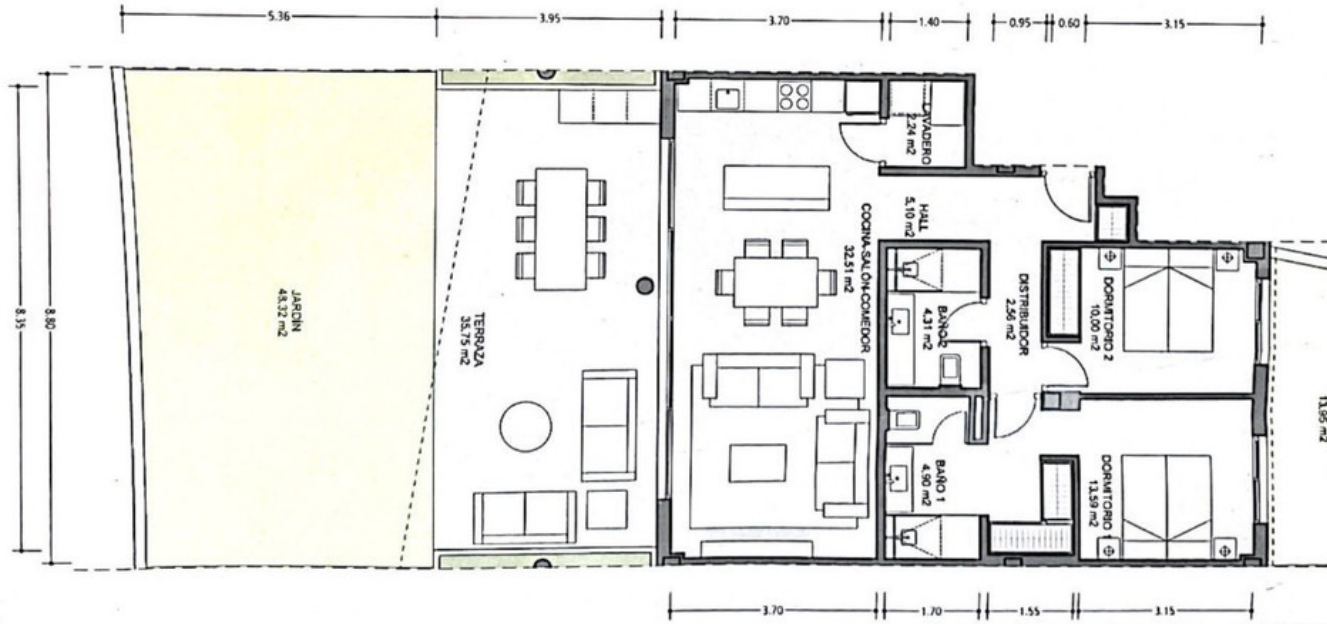 5.36
3.95
3.70
1.40
0.95
0.60
3.15
8.35
8.80
JARDÍN
48.32 m2
TERRAZA
35.75 m2
COCINA-SALÓN-COMEDOR
32.51 m2
LAVADERO
2.24 m2
HALL
5.10 m2
BAÑO 2
4.31 m2
DISTRIBUIDOR
2.56 m2
DORMITORIO 2
10,00 m2
BAÑO 1
4.90 m2
DORMITORIO 1
13.59 m2
13.95 m2
3.70
1.70
1.55
3.15